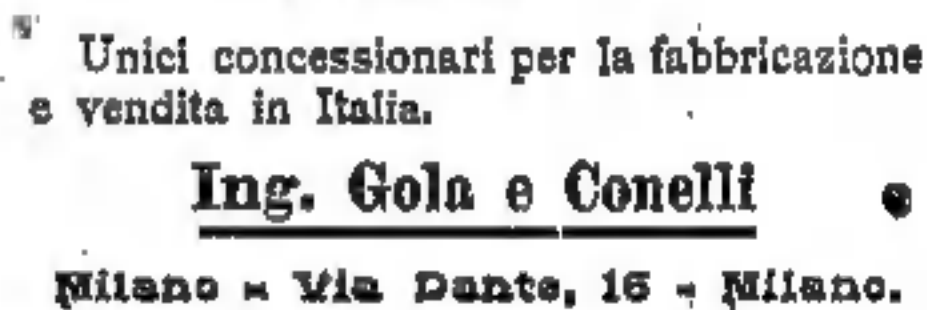 Unici concessionari per la fabbricazione
e vendita in Italia.
Ing. Gola e Conelli
Milano - Via Dante, 16 - Milano.